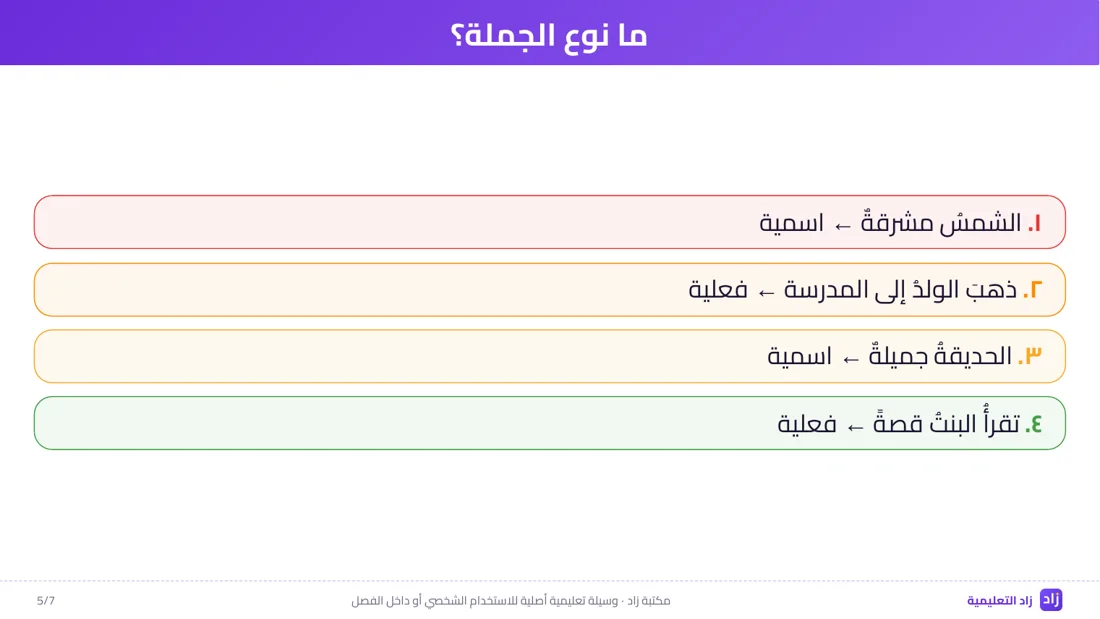 ما نوع الجملة؟
١. الشمسُ مشرقةٌ ← اسمية
٢. ذهبَ الولدُ إلى المدرسة ← فعلية
٣. الحديقةُ جميلةٌ ← اسمية
٤. تقرأُ البنتُ قصةً ← فعلية
زاد زاد التعليمية
مكتبة زاد · وسيلة تعليمية أصلية للاستخدام الشخصي أو داخل الفصل
5/7